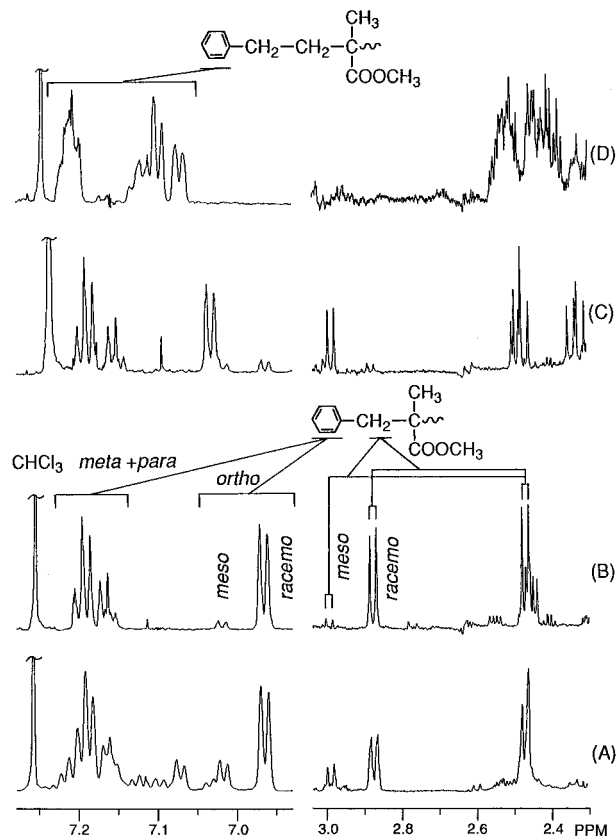 CH₃
CH₂—CH₂—C
COOCH₃
(D)
(C)
CH₃
CH₂—C
COOCH₃
CHCl₃ meta +para
ortho
meso
racemo
meso
racemo
(B)
(A)
7.2 7.1 7.0 3.0 2.8 2.6 2.4 PPM